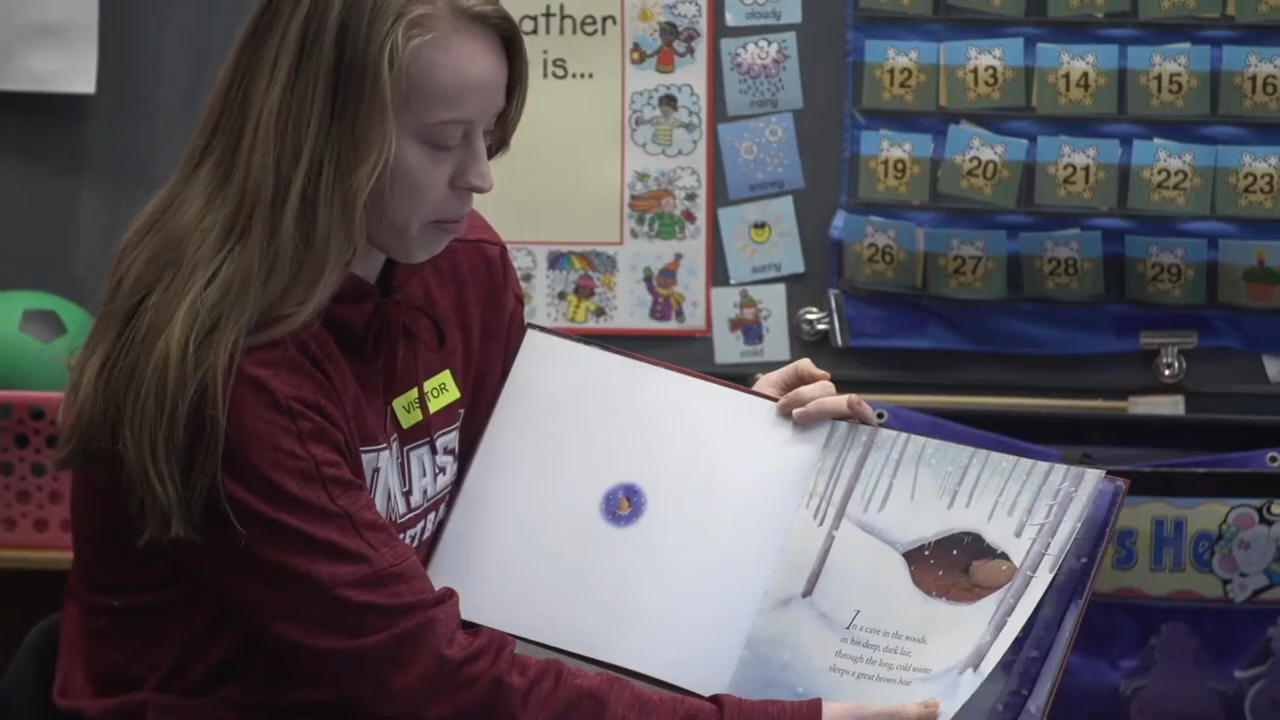 ather
is...
cloudy
rainy
snowy
sunny
cold
12 13 14 15 16
19 20 21 22 23
26 27 28 29
VISITOR
s He
In a cave in the woods,
in his deep, dark lair,
through the long, cold winter
sleeps a great brown bear.